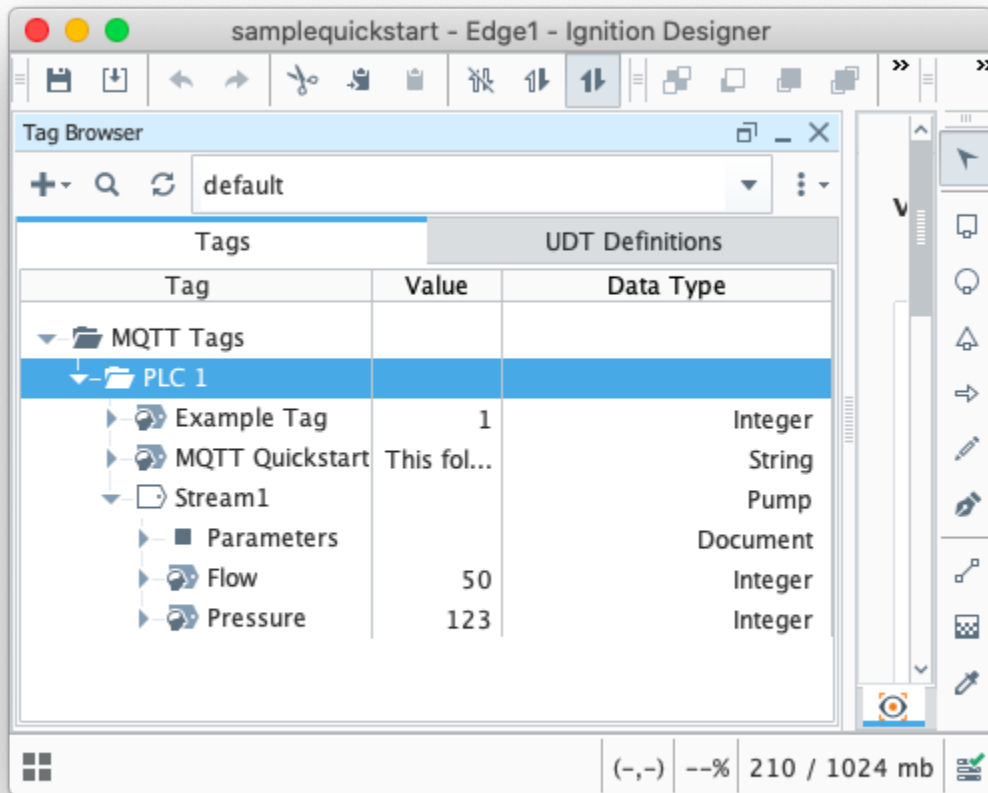 samplequickstart - Edge1 - Ignition Designer
Tag Browser
default
Tags UDT Definitions
Tag Value Data Type
MQTT Tags
PLC 1
Example Tag 1 Integer
MQTT Quickstart This fol... String
Stream1 Pump
Parameters Document
Flow 50 Integer
Pressure 123 Integer
(-,-) --% 210 / 1024 mb